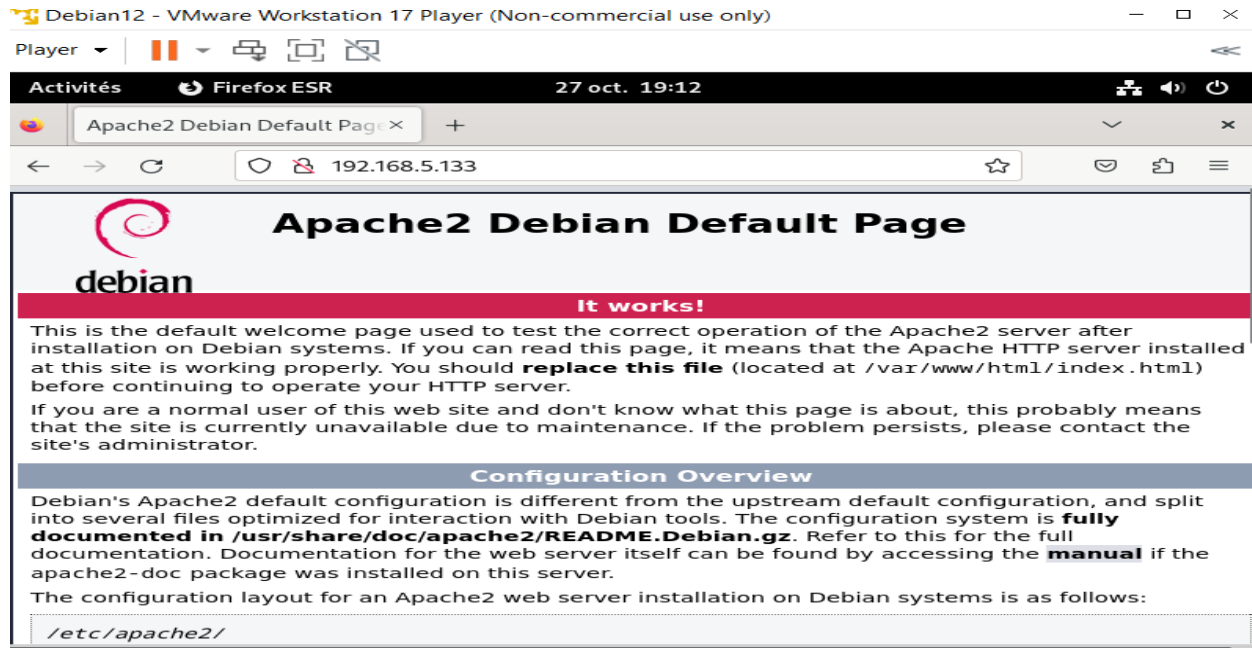 Debian12 - VMware Workstation 17 Player (Non-commercial use only)
Player
Activités Firefox ESR 27 oct. 19:12
Apache2 Debian Default Page
192.168.5.133
debian
Apache2 Debian Default Page
It works!
This is the default welcome page used to test the correct operation of the Apache2 server after
installation on Debian systems. If you can read this page, it means that the Apache HTTP server installed
at this site is working properly. You should replace this file (located at /var/www/html/index.html)
before continuing to operate your HTTP server.
If you are a normal user of this web site and don't know what this page is about, this probably means
that the site is currently unavailable due to maintenance. If the problem persists, please contact the
site's administrator.
Configuration Overview
Debian's Apache2 default configuration is different from the upstream default configuration, and split
into several files optimized for interaction with Debian tools. The configuration system is fully
documented in /usr/share/doc/apache2/README.Debian.gz. Refer to this for the full
documentation. Documentation for the web server itself can be found by accessing the manual if the
apache2-doc package was installed on this server.
The configuration layout for an Apache2 web server installation on Debian systems is as follows:
/etc/apache2/